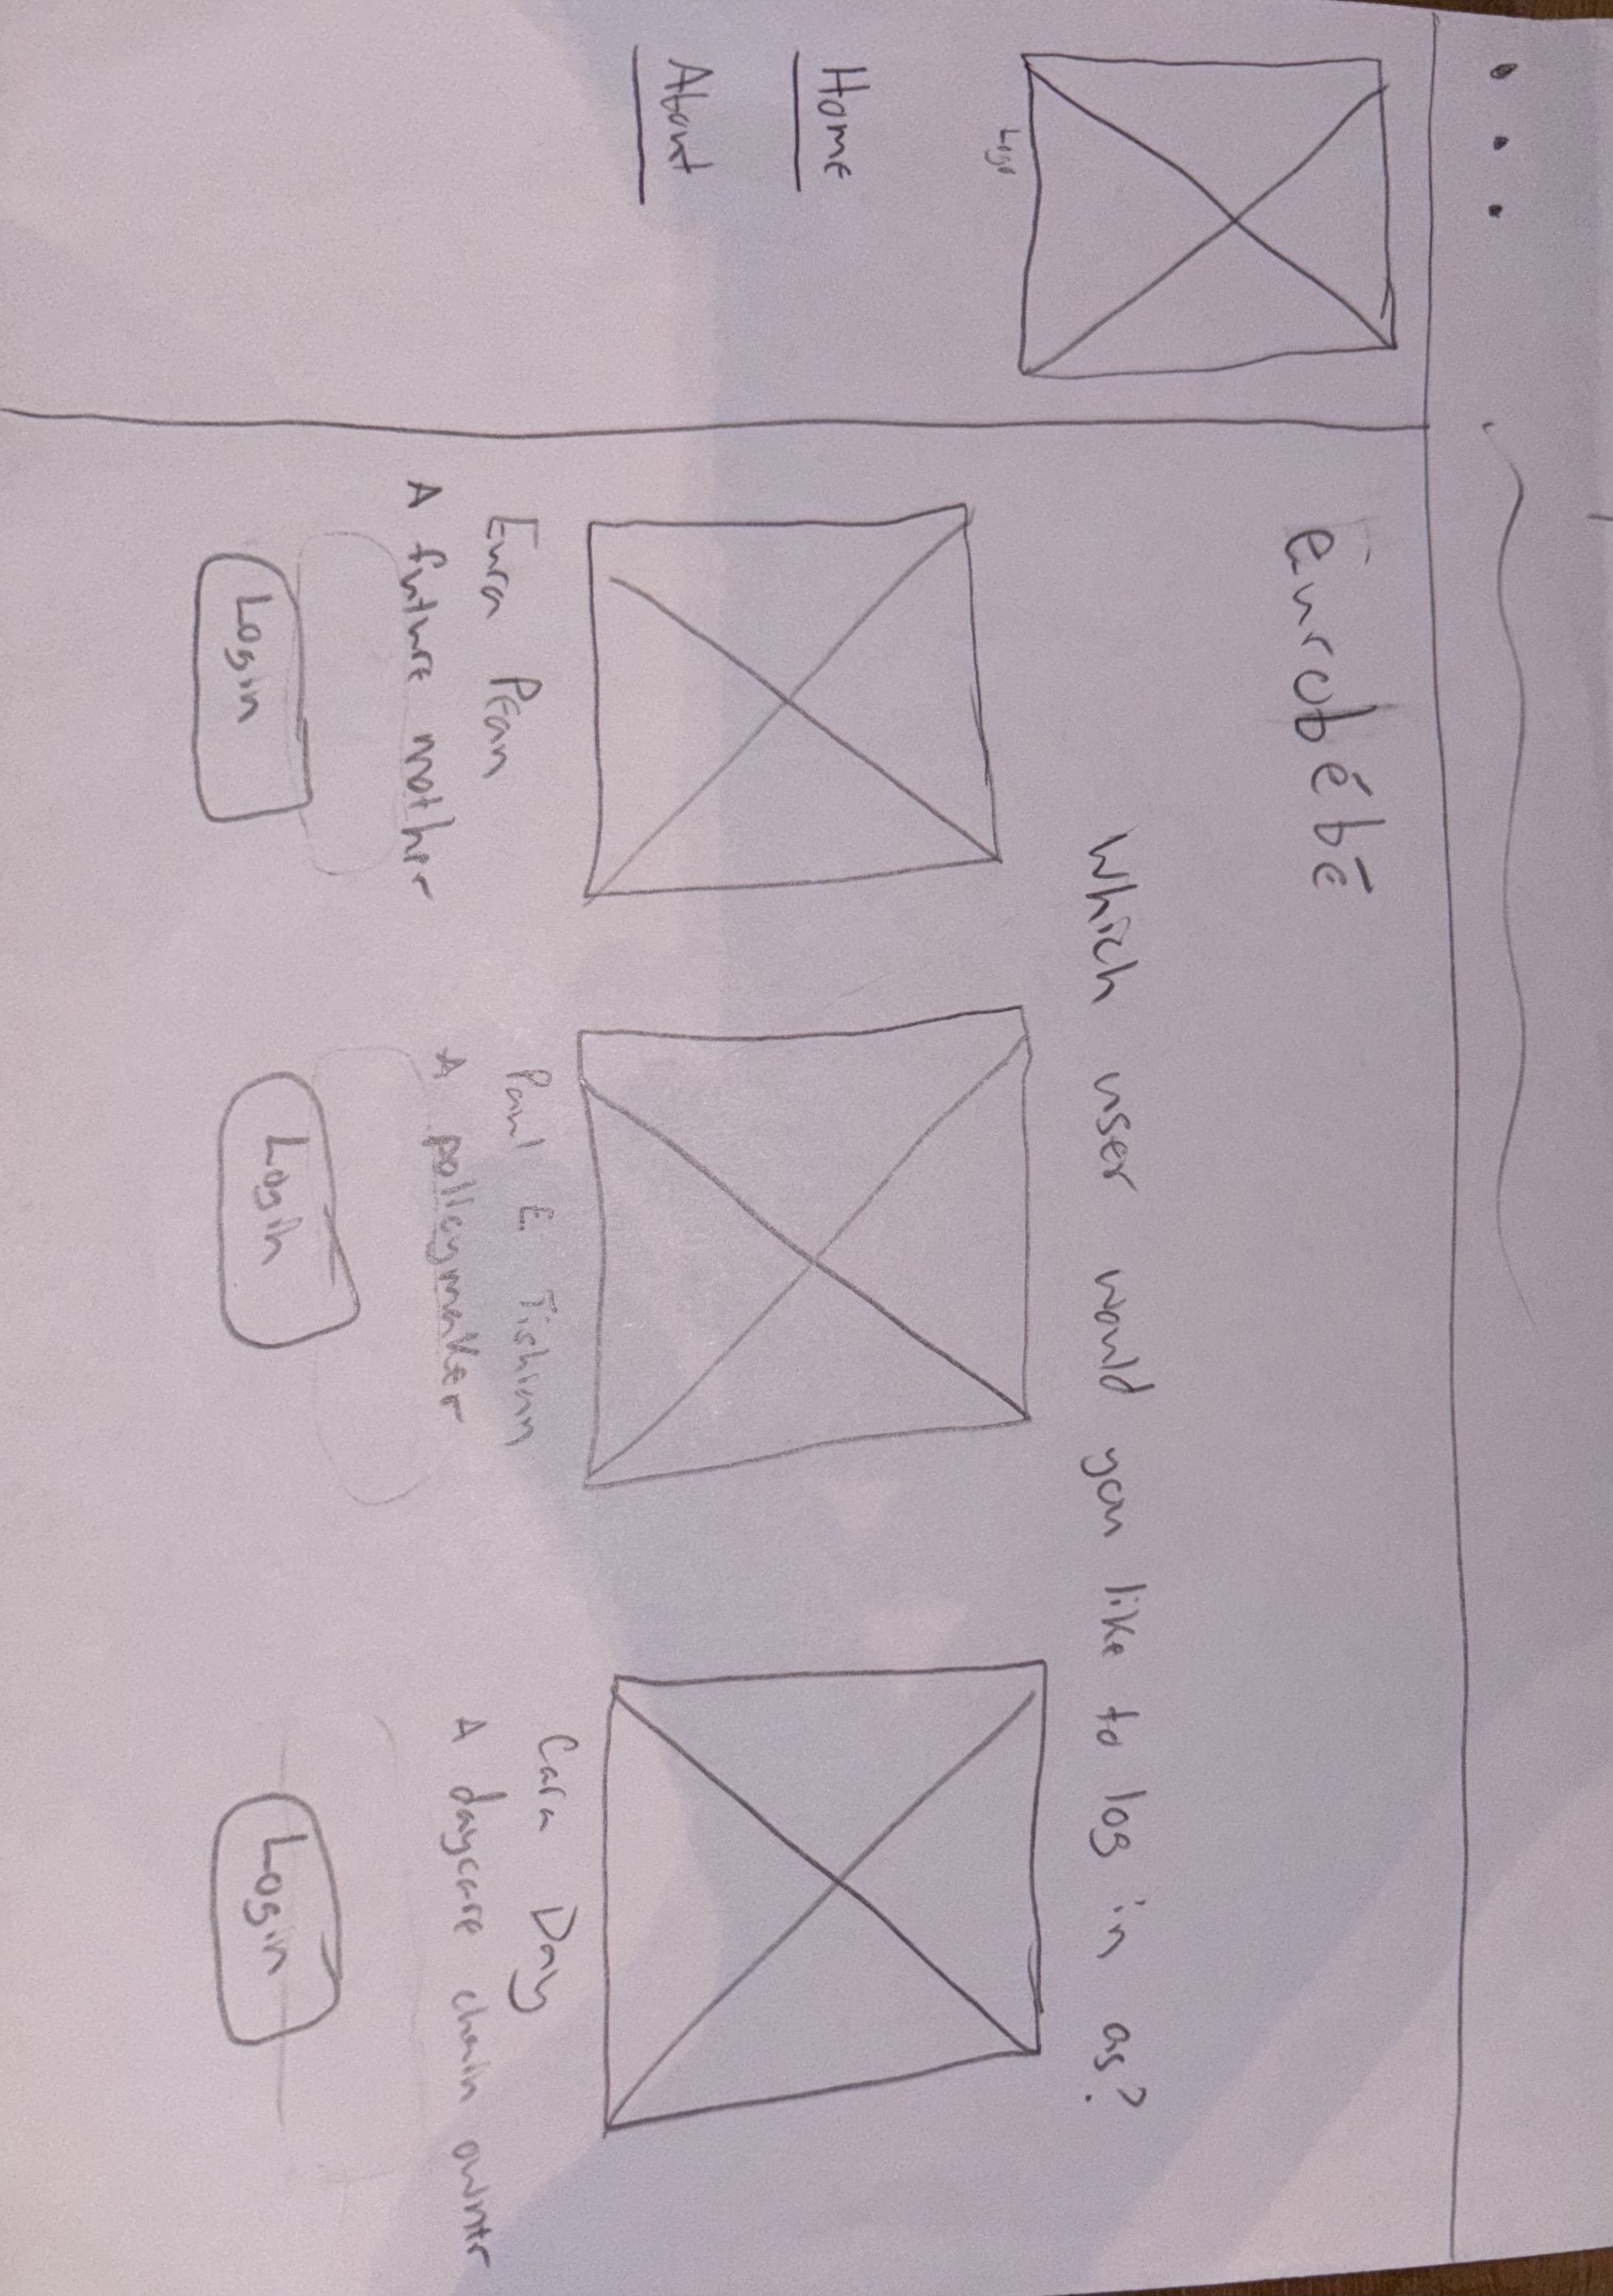 Logo
Home
About
Eurobébé
Which user would you like to log in as?
Eura Pean
A future mother
Login
Paul E. Tishian
A policymaker
Login
Cara Day
A daycare chain owner
Login